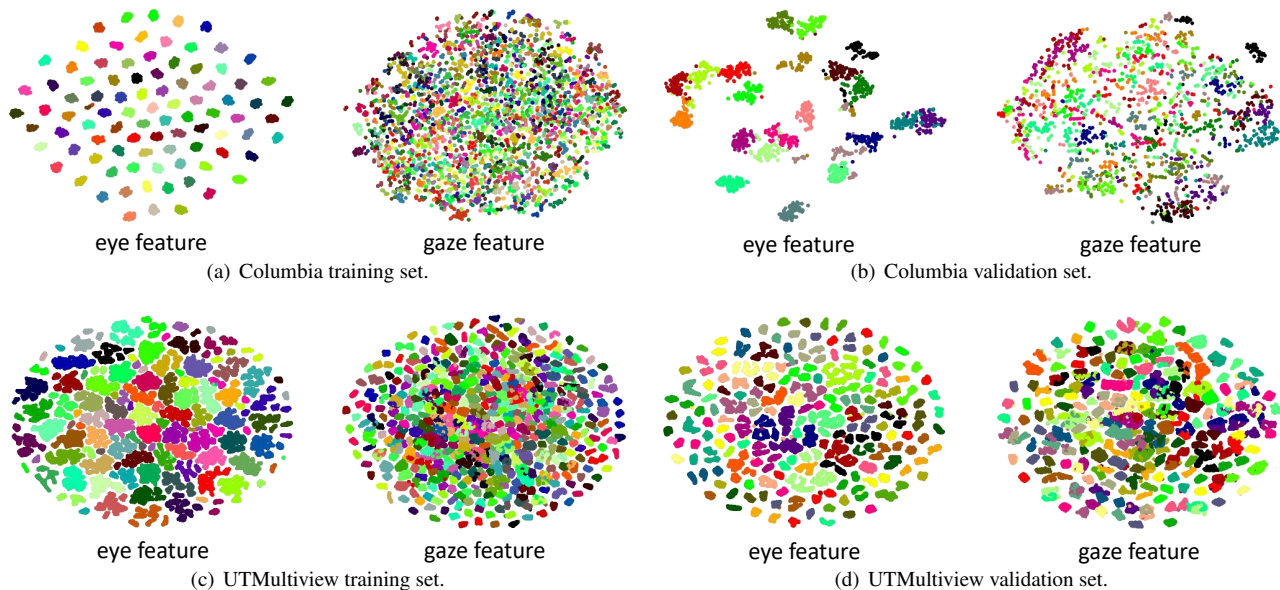 eye feature
gaze feature
(a) Columbia training set.
eye feature
gaze feature
(b) Columbia validation set.
eye feature
gaze feature
(c) UTMultiview training set.
eye feature
gaze feature
(d) UTMultiview validation set.